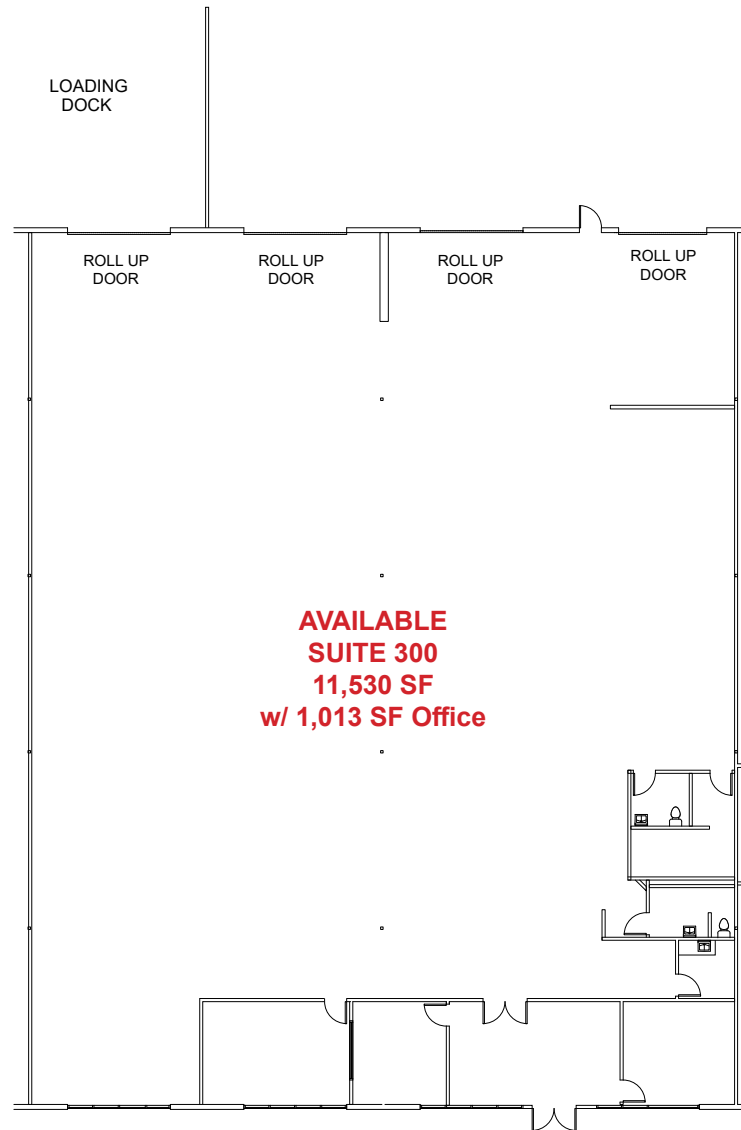 LOADING
DOCK
ROLL UP
DOOR
ROLL UP
DOOR
ROLL UP
DOOR
ROLL UP
DOOR
AVAILABLE
SUITE 300
11,530 SF
w/ 1,013 SF Office